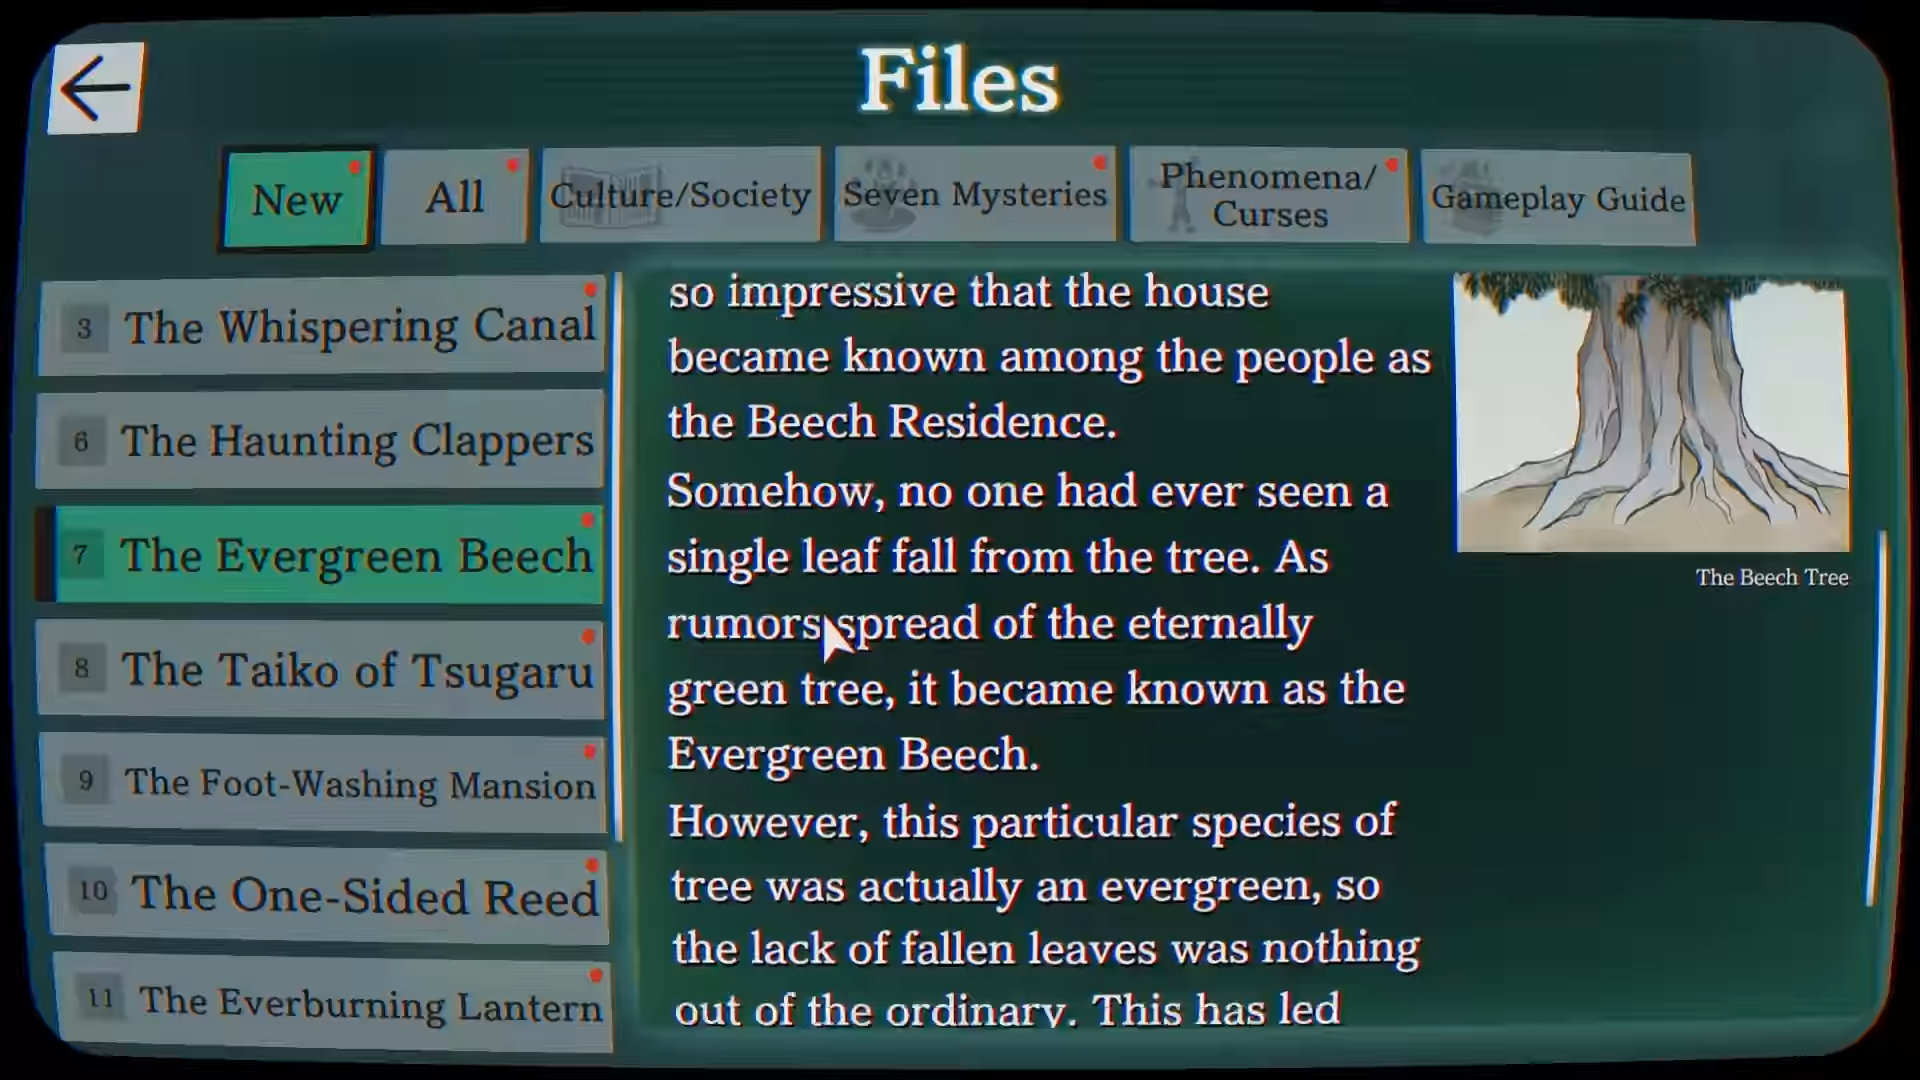 Files
New
All
Culture/Society
Seven Mysteries
Phenomena/
Curses
Gameplay Guide
3 The Whispering Canal
6 The Haunting Clappers
7 The Evergreen Beech
8 The Taiko of Tsugaru
9 The Foot-Washing Mansion
10 The One-Sided Reed
11 The Everburning Lantern
so impressive that the house
became known among the people as
the Beech Residence.
Somehow, no one had ever seen a
single leaf fall from the tree. As
rumors spread of the eternally
green tree, it became known as the
Evergreen Beech.
However, this particular species of
tree was actually an evergreen, so
the lack of fallen leaves was nothing
out of the ordinary. This has led
The Beech Tree